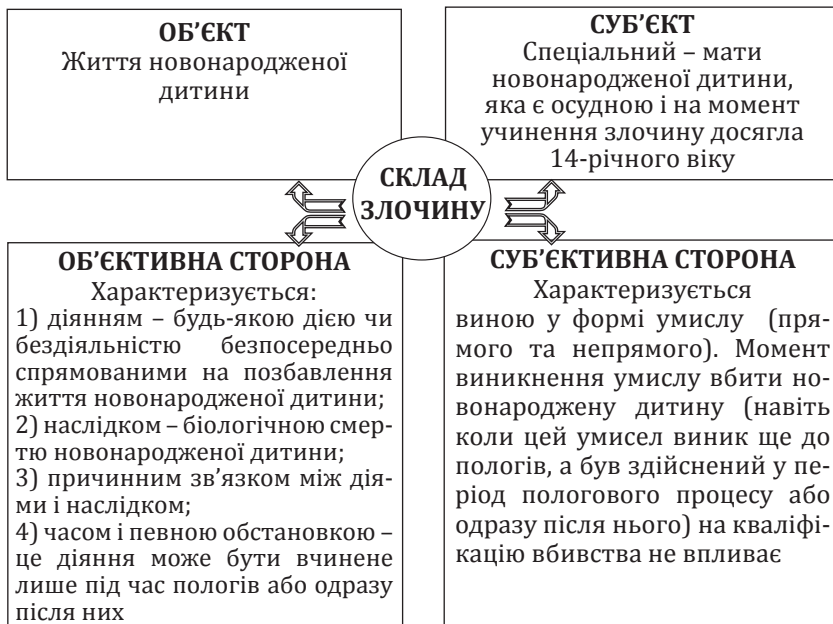 ОБ’ЄКТ
Життя новонародженої
дитини
СУБ’ЄКТ
Спеціальний – мати
новонародженої дитини,
яка є осудною і на момент
учинення злочину досягла
14-річного віку
СКЛАД
ЗЛОЧИНУ
ОБ’ЄКТИВНА СТОРОНА
Характеризується:
1) діянням – будь-якою дією чи
бездіяльністю безпосередньо
спрямованими на позбавлення
життя новонародженої дитини;
2) наслідком – біологічною смер-
тю новонародженої дитини;
3) причинним зв’язком між дія-
ми і наслідком;
4) часом і певною обстановкою –
це діяння може бути вчинене
лише під час пологів або одразу
після них
СУБ’ЄКТИВНА СТОРОНА
Характеризується
виною у формі умислу (пря-
мого та непрямого). Момент
виникнення умислу вбити но-
вонароджену дитину (навіть
коли цей умисел виник ще до
пологів, а був здійснений у пе-
ріод пологового процесу або
одразу після нього) на кваліфі-
кацію вбивства не впливає